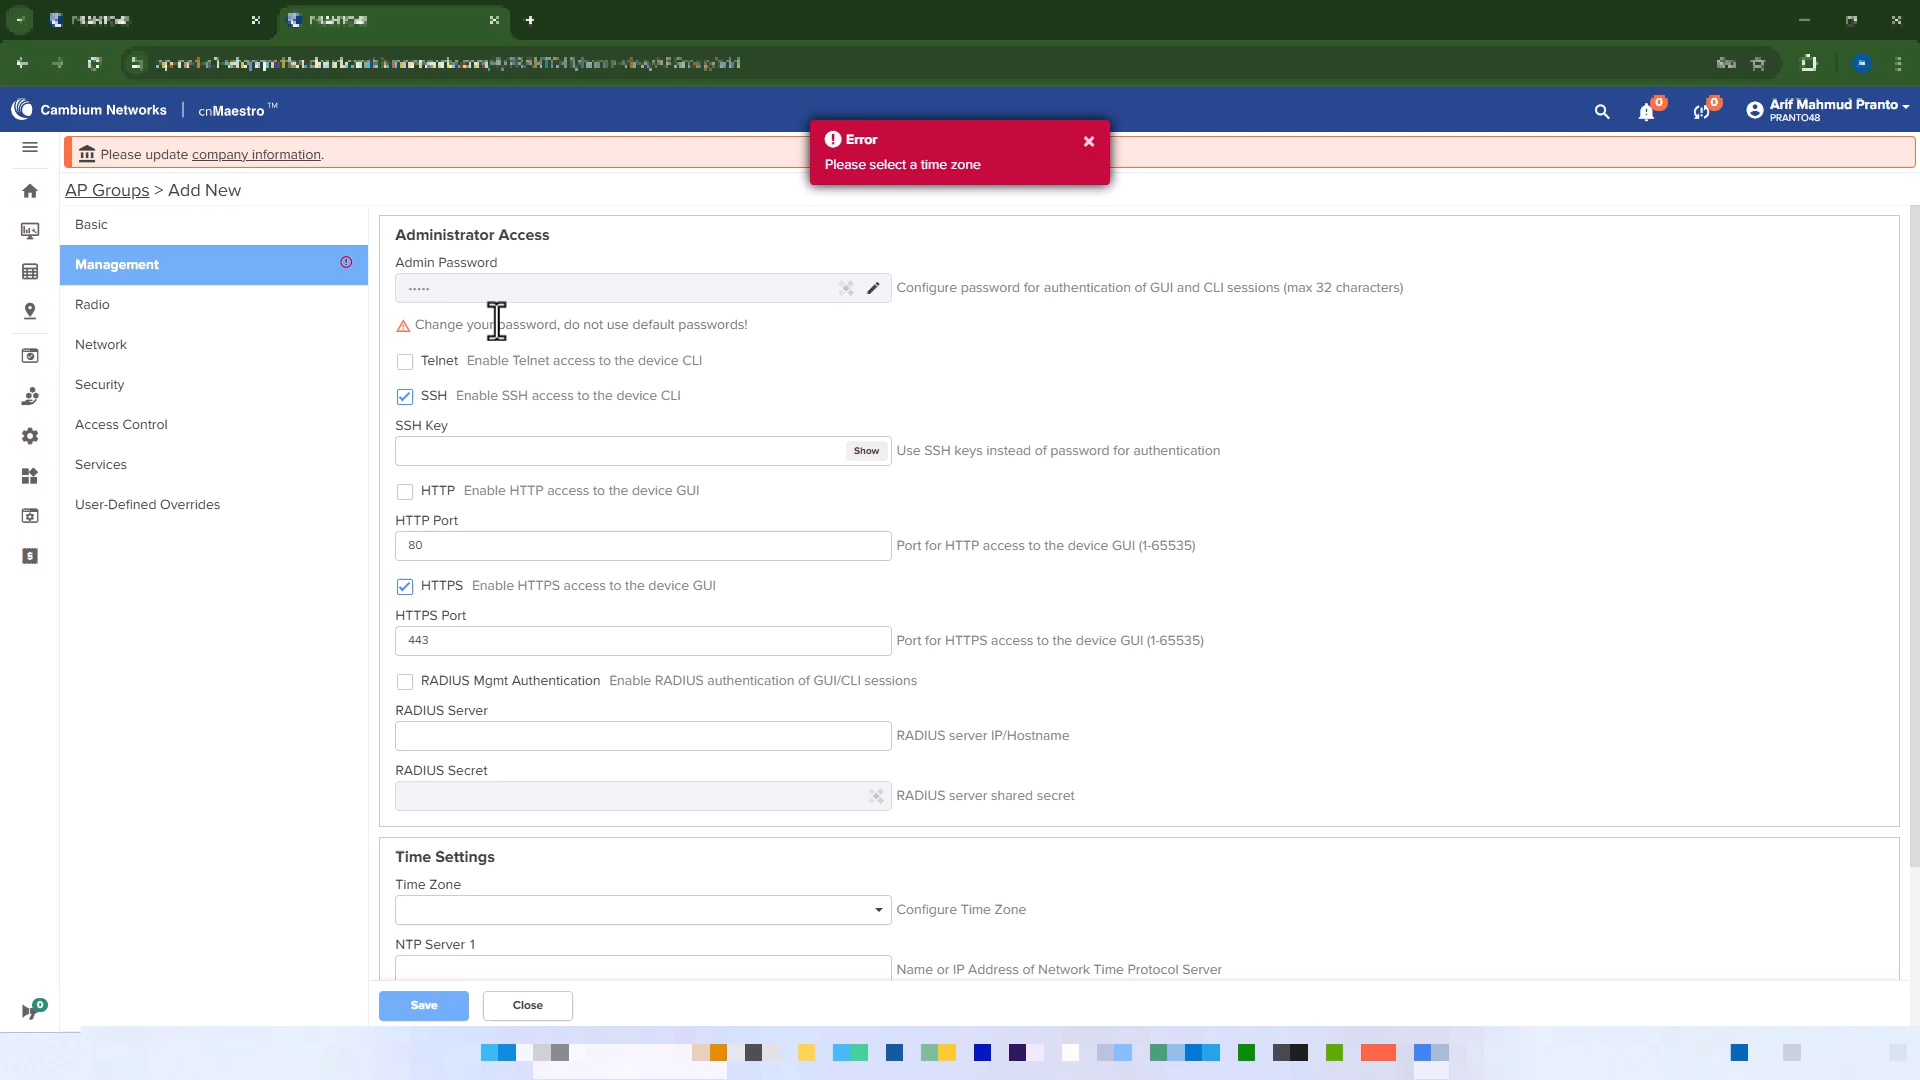 Cambium Networks | cnMaestro™
0
0
Arif Mahmud Pranto
PRANTO48
Please update company information.
Error
Please select a time zone
AP Groups > Add New
Basic
Management
Radio
Network
Security
Access Control
Services
User-Defined Overrides
Administrator Access
Admin Password
•••••
Configure password for authentication of GUI and CLI sessions (max 32 characters)
Change your password, do not use default passwords!
Telnet Enable Telnet access to the device CLI
SSH Enable SSH access to the device CLI
SSH Key
Show
Use SSH keys instead of password for authentication
HTTP Enable HTTP access to the device GUI
HTTP Port
80
Port for HTTP access to the device GUI (1-65535)
HTTPS Enable HTTPS access to the device GUI
HTTPS Port
443
Port for HTTPS access to the device GUI (1-65535)
RADIUS Mgmt Authentication Enable RADIUS authentication of GUI/CLI sessions
RADIUS Server
RADIUS server IP/Hostname
RADIUS Secret
RADIUS server shared secret
Time Settings
Time Zone
Configure Time Zone
NTP Server 1
Name or IP Address of Network Time Protocol Server
0
Save
Close